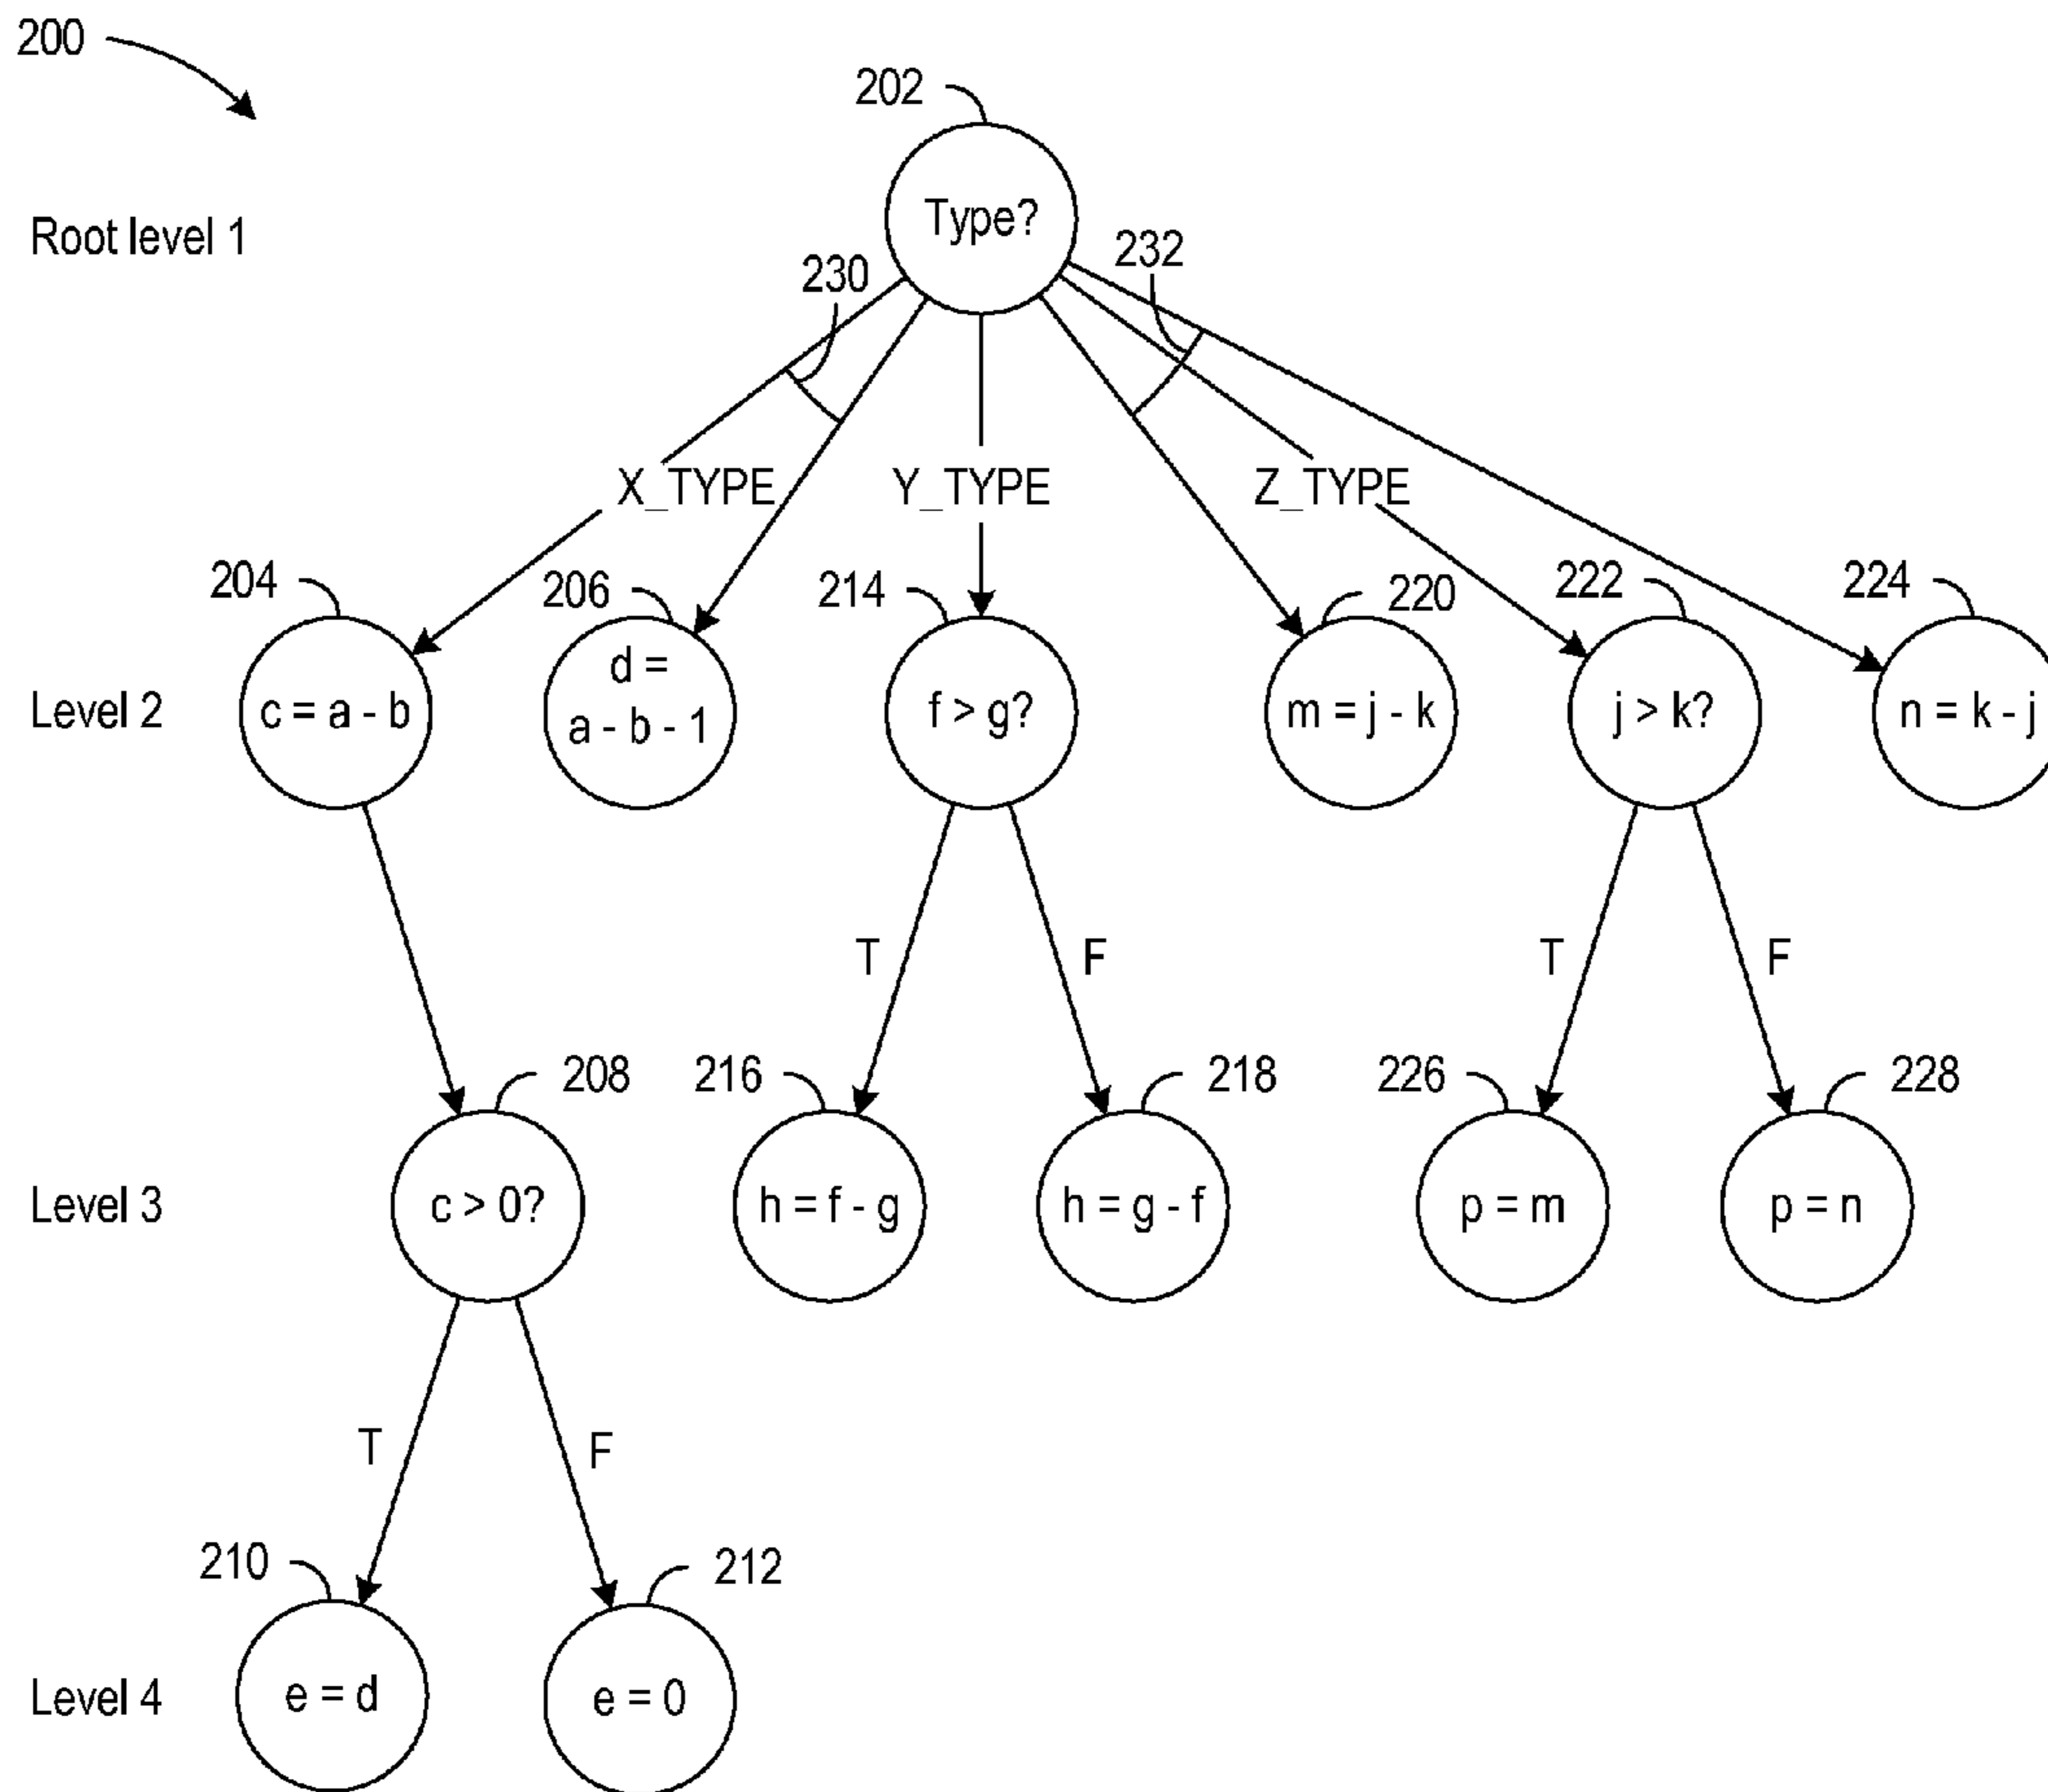 200
202
Type?
Root level 1
230
232
X_TYPE
Y_TYPE
Z_TYPE
204
206
214
220
222
224
Level 2
c = a - b
d =
a - b - 1
f > g?
m = j - k
j > k?
n = k - j
T
F
T
F
208
216
218
226
228
Level 3
c > 0?
h = f - g
h = g - f
p = m
p = n
T
F
210
212
Level 4
e = d
e = 0